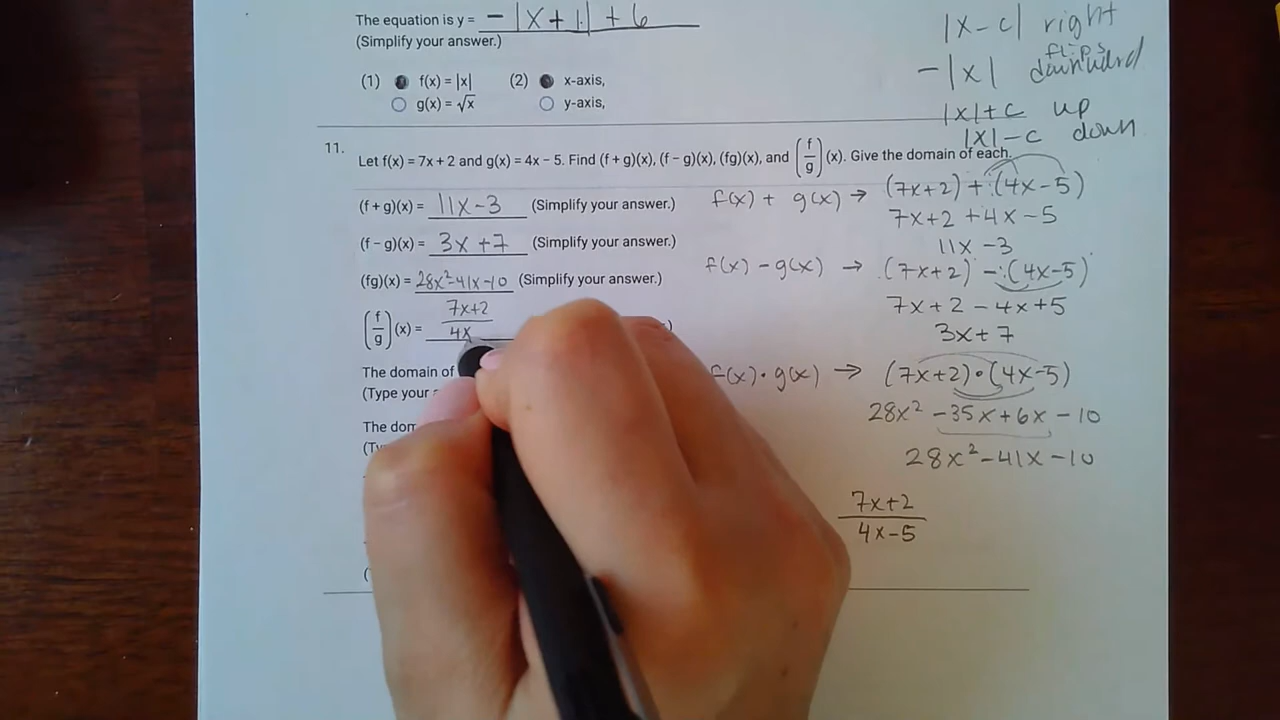 The equation is y = - |x + 1| + 6
(Simplify your answer.)
|x - c| right
flips
- |x| downward
|x| + c up
|x| - c down
(1) f(x) = |x| (2) x-axis,
g(x) = √x y-axis,
11. Let f(x) = 7x + 2 and g(x) = 4x - 5. Find (f + g)(x), (f - g)(x), (fg)(x), and (f/g)(x). Give the domain of each.
(f + g)(x) = 11x - 3 (Simplify your answer.)
(f - g)(x) = 3x + 7 (Simplify your answer.)
(fg)(x) = 28x² - 41x - 10 (Simplify your answer.)
(f/g)(x) = 7x+2
4x
The domain of
(Type your
f(x) + g(x) → (7x+2) + (4x-5)
7x+2 +4x-5
11x -3
f(x) - g(x) → (7x+2) - (4x-5)
7x+2 -4x+5
3x+7
f(x) • g(x) → (7x+2)•(4x-5)
28x² -35x+6x -10
28x²-41x-10
7x+2
4x-5